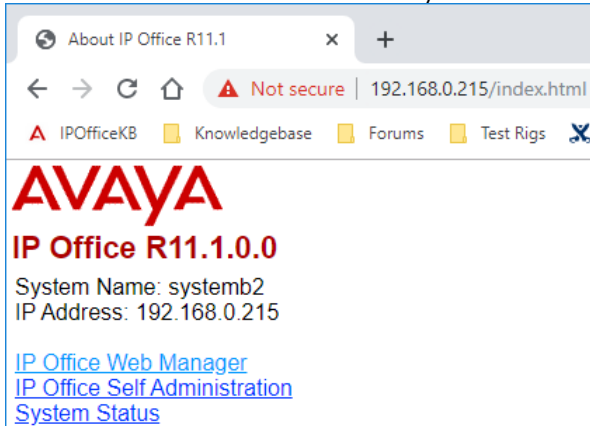 About IP Office R11.1
Not secure | 192.168.0.215/index.html
IPOfficeKB Knowledgebase Forums Test Rigs
AVAYA
IP Office R11.1.0.0
System Name: systemb2
IP Address: 192.168.0.215
IP Office Web Manager
IP Office Self Administration
System Status